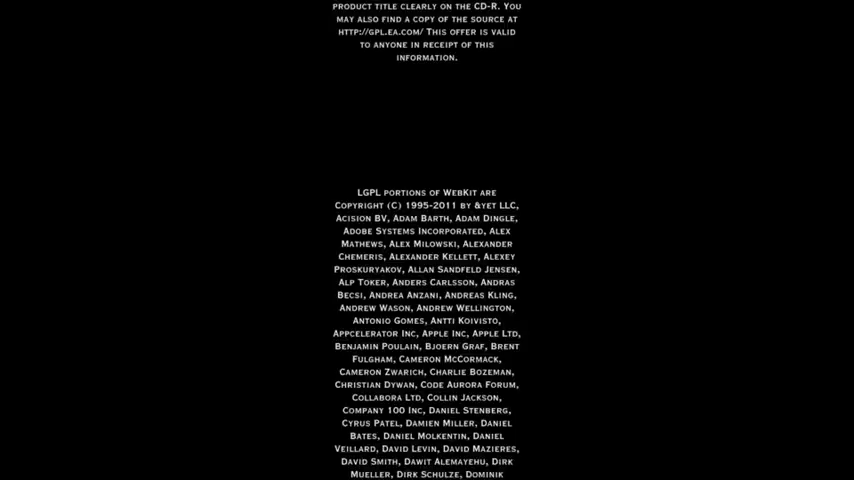 PRODUCT TITLE CLEARLY ON THE CD-R. YOU
MAY ALSO FIND A COPY OF THE SOURCE AT
HTTP://GPL.EA.COM/ THIS OFFER IS VALID
TO ANYONE IN RECEIPT OF THIS
INFORMATION.
LGPL PORTIONS OF WEBKIT ARE
COPYRIGHT (C) 1995-2011 BY &YET LLC,
ACISION BV, ADAM BARTH, ADAM DINGLE,
ADOBE SYSTEMS INCORPORATED, ALEX
MATHEWS, ALEX MILOWSKI, ALEXANDER
CHEMERIS, ALEXANDER KELLETT, ALEXEY
PROSKURYAKOV, ALLAN SANDFELD JENSEN,
ALP TOKER, ANDERS CARLSSON, ANDRAS
BECSI, ANDREA ANZANI, ANDREAS KLING,
ANDREW WASON, ANDREW WELLINGTON,
ANTONIO GOMES, ANTTI KOIVISTO,
APPCELERATOR INC, APPLE INC, APPLE LTD,
BENJAMIN POULAIN, BJOERN GRAF, BRENT
FULGHAM, CAMERON MCCORMACK,
CAMERON ZWARICH, CHARLIE BOZEMAN,
CHRISTIAN DYWAN, CODE AURORA FORUM,
COLLABORA LTD, COLLIN JACKSON,
COMPANY 100 INC, DANIEL STENBERG,
CYRUS PATEL, DAMIEN MILLER, DANIEL
BATES, DANIEL MOLKENTIN, DANIEL
VEILLARD, DAVID LEVIN, DAVID MAZIERES,
DAVID SMITH, DAWIT ALEMAYEHU, DIRK
MUELLER, DIRK SCHULZE, DOMINIK